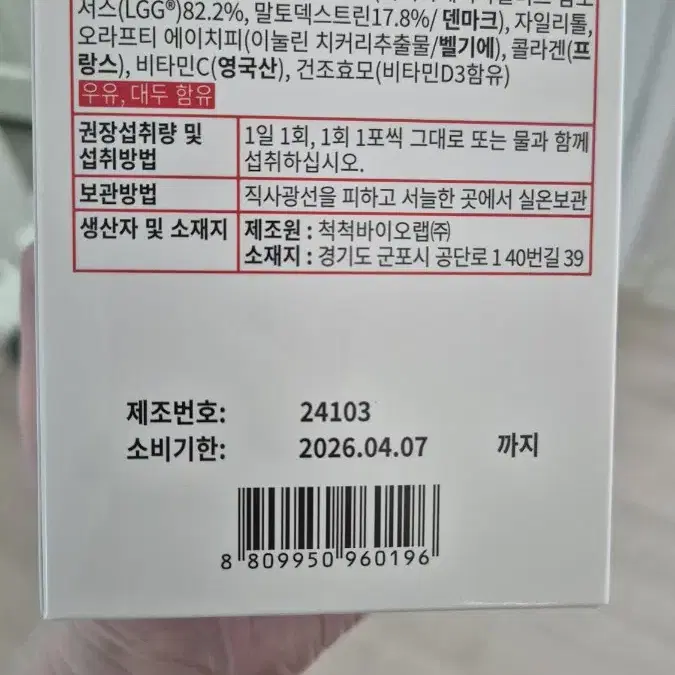 서스(LGG®)82.2%, 말토덱스트린17.8%/ 덴마크), 자일리톨,
오라프티 에이치피(이눌린 치커리추출물/벨기에), 콜라겐(프
랑스), 비타민C(영국산), 건조효모(비타민D3함유)
우유, 대두 함유
권장섭취량 및 섭취방법
1일 1회, 1회 1포씩 그대로 또는 물과 함께
섭취하십시오.
보관방법 직사광선을 피하고 서늘한 곳에서 실온보관
생산자 및 소재지 제조원 : 척척바이오랩㈜
소재지 : 경기도 군포시 공단로140번길 39
제조번호: 24103
소비기한: 2026.04.07 까지
8 809950 960196